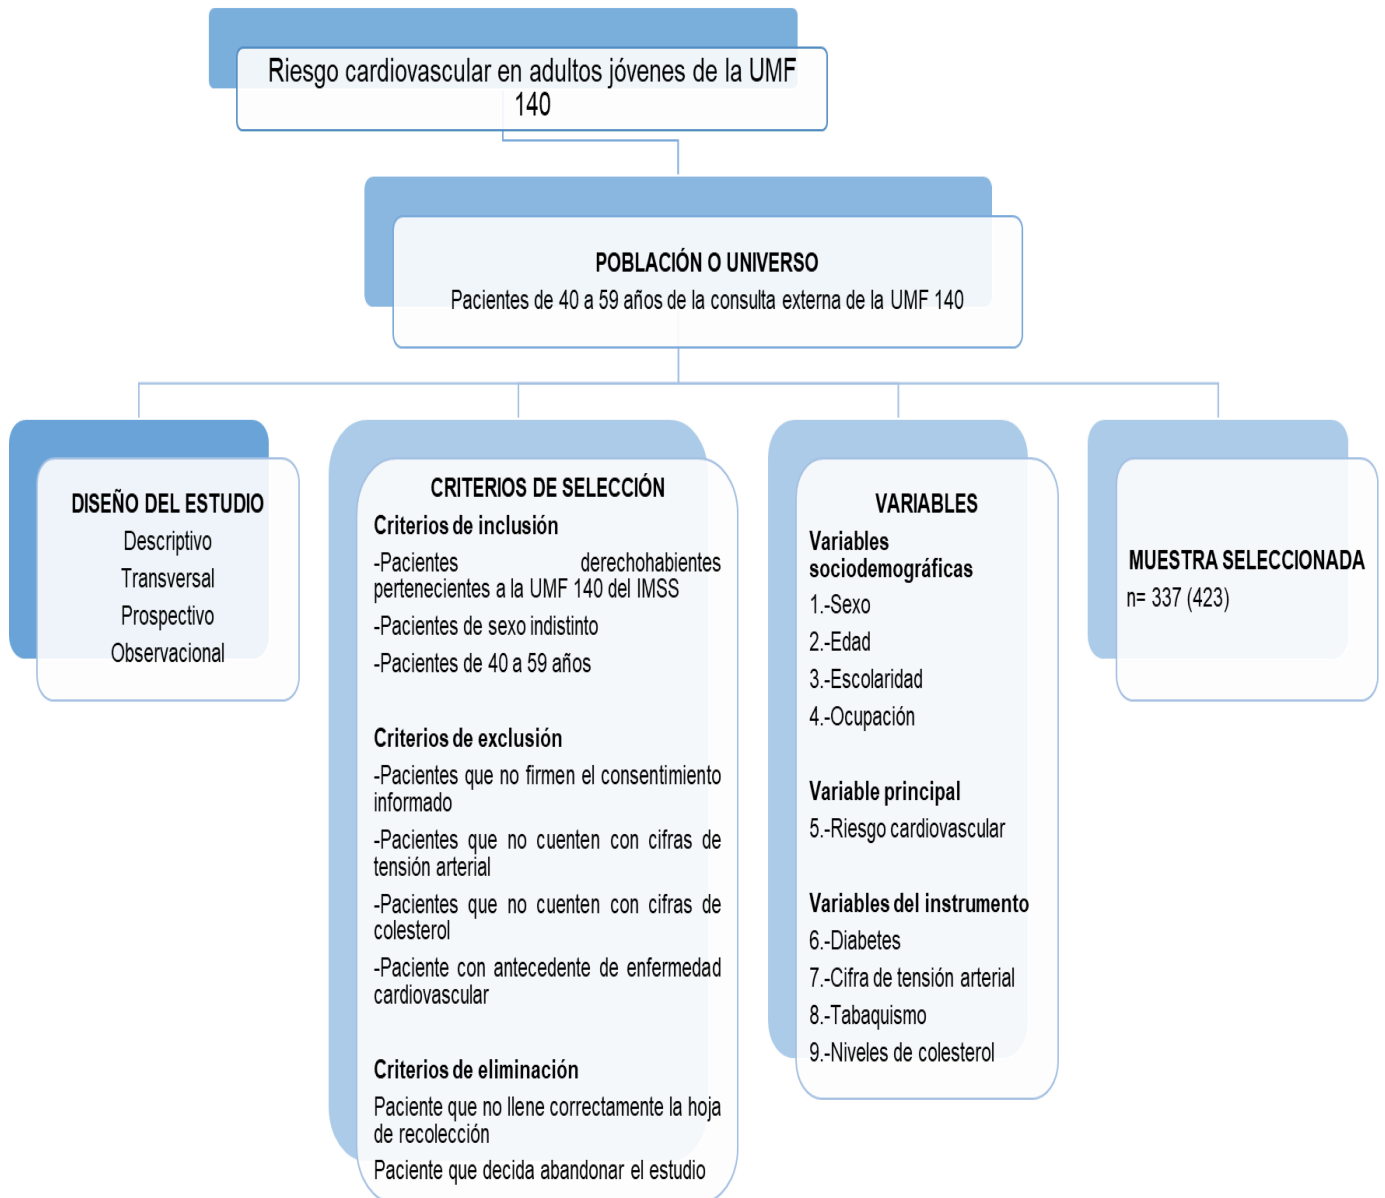 Riesgo cardiovascular en adultos jóvenes de la UMF
140
POBLACIÓN O UNIVERSO
Pacientes de 40 a 59 años de la consulta externa de la UMF 140
DISEÑO DEL ESTUDIO
Descriptivo
Transversal
Prospectivo
Observacional
CRITERIOS DE SELECCIÓN
Criterios de inclusión
-Pacientes derechohabientes
pertenecientes a la UMF 140 del IMSS
-Pacientes de sexo indistinto
-Pacientes de 40 a 59 años
Criterios de exclusión
-Pacientes que no firmen el consentimiento
informado
-Pacientes que no cuenten con cifras de
tensión arterial
-Pacientes que no cuenten con cifras de
colesterol
-Paciente con antecedente de enfermedad
cardiovascular
Criterios de eliminación
Paciente que no llene correctamente la hoja
de recolección
Paciente que decida abandonar el estudio
VARIABLES
Variables
sociodemográficas
1.-Sexo
2.-Edad
3.-Escolaridad
4.-Ocupación
Variable principal
5.-Riesgo cardiovascular
Variables del instrumento
6.-Diabetes
7.-Cifra de tensión arterial
8.-Tabaquismo
9.-Niveles de colesterol
MUESTRA SELECCIONADA
n= 337 (423)